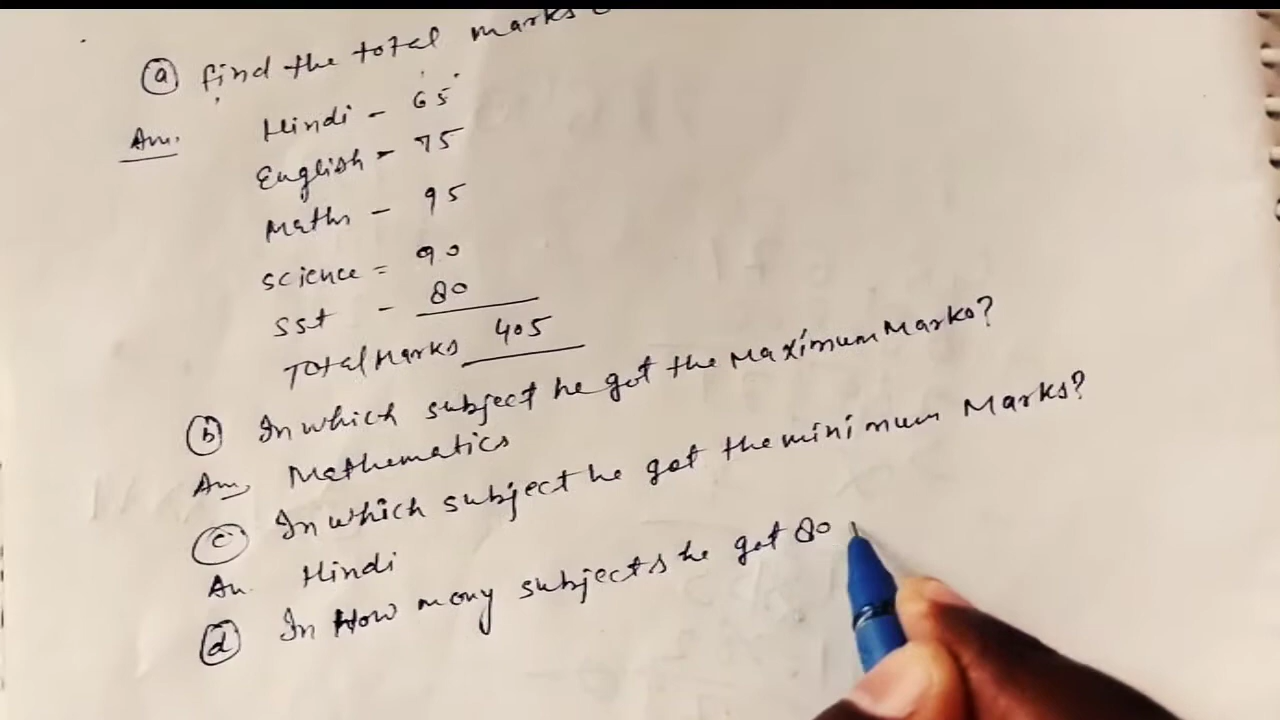 (a) find the total marks
Ans. Hindi - 65
English - 75
Maths - 95
Science = 90
SSt - 80
Total Marks 405
(b) In which subject he got the Maximum Marks?
Ans Mathematics
(c) In which subject he got the minimum Marks?
An. Hindi
(d) In How many subjects he get 80